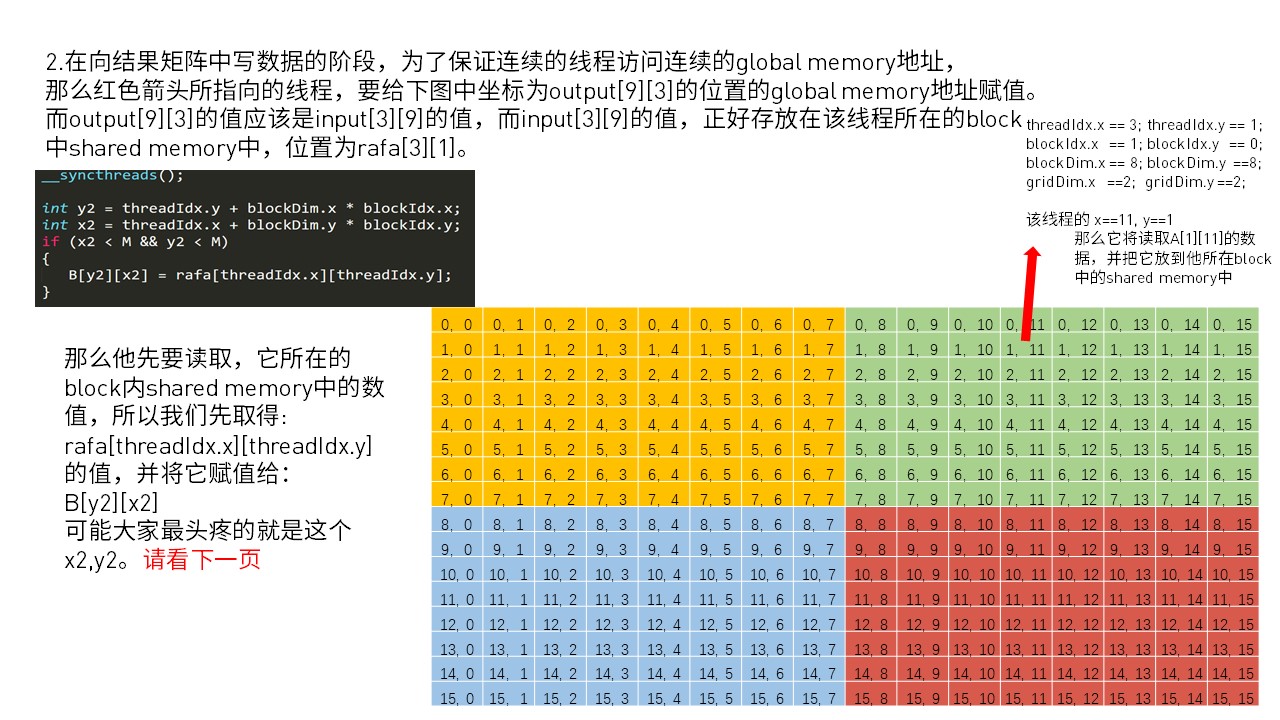 2.在向结果矩阵中写数据的阶段，为了保证连续的线程访问连续的global memory地址，
那么红色箭头所指向的线程，要给下图中坐标为output[9][3]的位置的global memory地址赋值。
而output[9][3]的值应该是input[3][9]的值，而input[3][9]的值，正好存放在该线程所在的block
中shared memory中，位置为rafa[3][1]。
threadIdx.x == 3; threadIdx.y == 1;
blockIdx.x == 1; blockIdx.y == 0;
blockDim.x == 8; blockDim.y ==8;
gridDim.x ==2; gridDim.y ==2;
该线程的 x==11, y==1
那么它将读取A[1][11]的数
据，并把它放到他所在block
中的shared memory中
__syncthreads();
int y2 = threadIdx.y + blockDim.x * blockIdx.x;
int x2 = threadIdx.x + blockDim.y * blockIdx.y;
if (x2 < M && y2 < M)
{
B[y2][x2] = rafa[threadIdx.x][threadIdx.y];
}
那么他先要读取，它所在的
block内shared memory中的数
值，所以我们先取得:
rafa[threadIdx.x][threadIdx.y]
的值，并将它赋值给：
B[y2][x2]
可能大家最头疼的就是这个
x2,y2。请看下一页
0, 0 0, 1 0, 2 0, 3 0, 4 0, 5 0, 6 0, 7 0, 8 0, 9 0, 10 0, 11 0, 12 0, 13 0, 14 0, 15
1, 0 1, 1 1, 2 1, 3 1, 4 1, 5 1, 6 1, 7 1, 8 1, 9 1, 10 1, 11 1, 12 1, 13 1, 14 1, 15
2, 0 2, 1 2, 2 2, 3 2, 4 2, 5 2, 6 2, 7 2, 8 2, 9 2, 10 2, 11 2, 12 2, 13 2, 14 2, 15
3, 0 3, 1 3, 2 3, 3 3, 4 3, 5 3, 6 3, 7 3, 8 3, 9 3, 10 3, 11 3, 12 3, 13 3, 14 3, 15
4, 0 4, 1 4, 2 4, 3 4, 4 4, 5 4, 6 4, 7 4, 8 4, 9 4, 10 4, 11 4, 12 4, 13 4, 14 4, 15
5, 0 5, 1 5, 2 5, 3 5, 4 5, 5 5, 6 5, 7 5, 8 5, 9 5, 10 5, 11 5, 12 5, 13 5, 14 5, 15
6, 0 6, 1 6, 2 6, 3 6, 4 6, 5 6, 6 6, 7 6, 8 6, 9 6, 10 6, 11 6, 12 6, 13 6, 14 6, 15
7, 0 7, 1 7, 2 7, 3 7, 4 7, 5 7, 6 7, 7 7, 8 7, 9 7, 10 7, 11 7, 12 7, 13 7, 14 7, 15
8, 0 8, 1 8, 2 8, 3 8, 4 8, 5 8, 6 8, 7 8, 8 8, 9 8, 10 8, 11 8, 12 8, 13 8, 14 8, 15
9, 0 9, 1 9, 2 9, 3 9, 4 9, 5 9, 6 9, 7 9, 8 9, 9 9, 10 9, 11 9, 12 9, 13 9, 14 9, 15
10, 0 10, 1 10, 2 10, 3 10, 4 10, 5 10, 6 10, 7 10, 8 10, 9 10, 10 10, 11 10, 12 10, 13 10, 14 10, 15
11, 0 11, 1 11, 2 11, 3 11, 4 11, 5 11, 6 11, 7 11, 8 11, 9 11, 10 11, 11 11, 12 11, 13 11, 14 11, 15
12, 0 12, 1 12, 2 12, 3 12, 4 12, 5 12, 6 12, 7 12, 8 12, 9 12, 10 12, 11 12, 12 12, 13 12, 14 12, 15
13, 0 13, 1 13, 2 13, 3 13, 4 13, 5 13, 6 13, 7 13, 8 13, 9 13, 10 13, 11 13, 12 13, 13 13, 14 13, 15
14, 0 14, 1 14, 2 14, 3 14, 4 14, 5 14, 6 14, 7 14, 8 14, 9 14, 10 14, 11 14, 12 14, 13 14, 14 14, 15
15, 0 15, 1 15, 2 15, 3 15, 4 15, 5 15, 6 15, 7 15, 8 15, 9 15, 10 15, 11 15, 12 15, 13 15, 14 15, 15